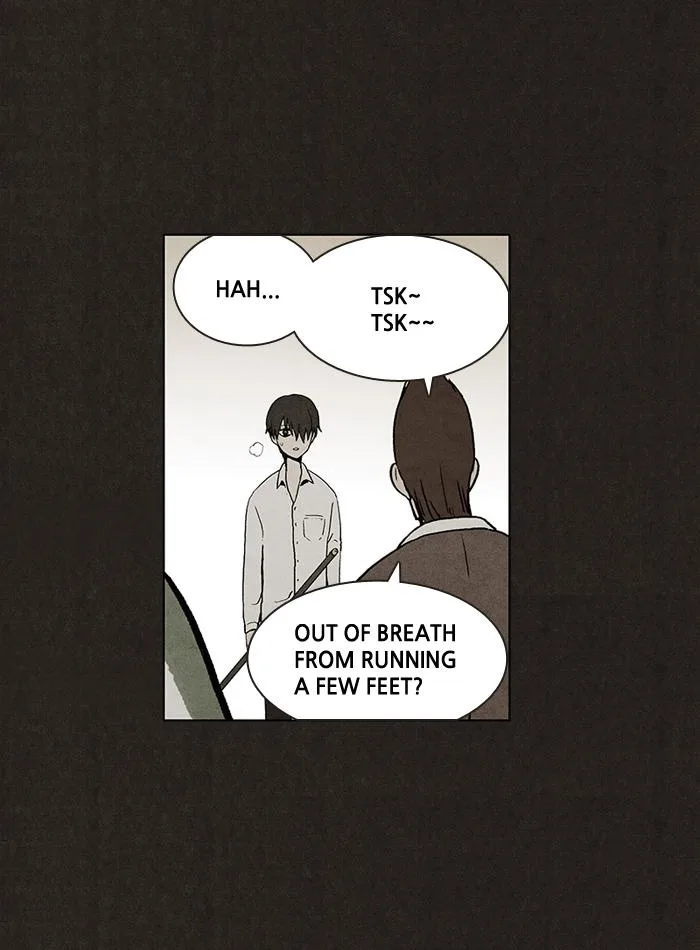 HAH...
TSK~
TSK~~
OUT OF BREATH
FROM RUNNING
A FEW FEET?